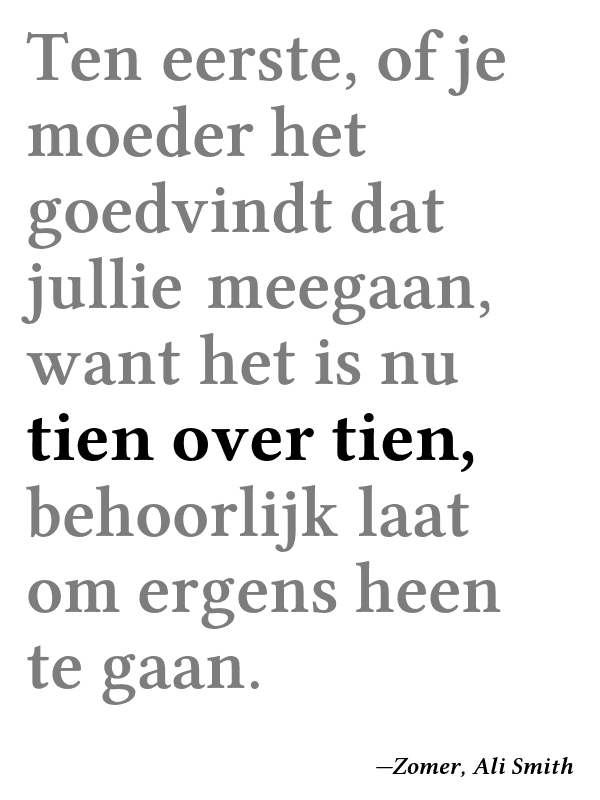 Ten eerste, of je
moeder het
goedvindt dat
jullie meegaan,
want het is nu
tien over tien,
behoorlijk laat
om ergens heen
te gaan.
—Zomer, Ali Smith